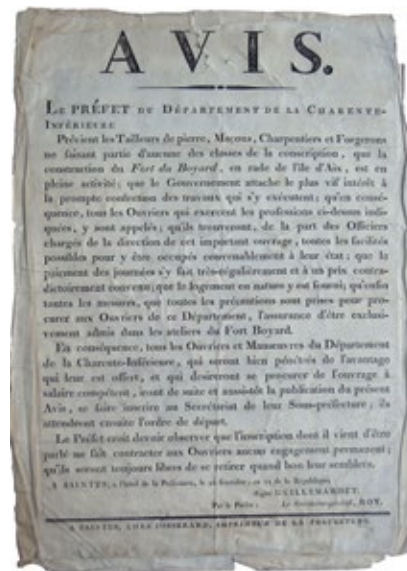 AVIS.
LE PRÉFET DU DÉPARTEMENT DE LA CHARENTE-
INFÉRIEURE
Prévient les Tailleurs de pierre, Maçons, Charpentiers et Forgerons
ne faisant partie d'aucune des classes de la conscription, que la
construction du Fort du Boyard, en rade de l'île d'Aix, est en
pleine activité; que le Gouvernement attache le plus vif intérêt à
la prompte confection des travaux qui s'y exécutent; qu'en consé-
quence, tous les Ouvriers qui exercent les professions ci-dessus indi-
quées, y sont appelés; qu'ils trouveront, de la part des Officiers
chargés de la direction de cet important ouvrage, toutes les facilités
possibles pour y être occupés convenablement à leur état; que le
paiement des journées s'y fait très-régulièrement et à un prix contra-
dictoirement convenu; que le logement en nature y est fourni; qu'enfin
toutes les mesures, que toutes les précautions sont prises pour pro-
curer aux Ouvriers de ce Département, l'assurance d'être exclusi-
vement admis dans les ateliers du Fort Boyard.
En conséquence, tous les Ouvriers et Manœuvres du Département
de la Charente-Inférieure, qui seront bien pénétrés de l'avantage
qui leur est offert, et qui desireront se procurer de l'ouvrage à
salaire compétent, iront de suite et aussitôt la publication du présent
Avis, se faire inscrire au Secrétariat de leur Sous-préfecture; ils
attendront ensuite l'ordre de départ.
Le Préfet croit devoir observer que l'inscription dont il vient d'être
parlé ne fait contracter aux Ouvriers aucun engagement permanent;
qu'ils seront toujours libres de se retirer quand bon leur semblera.
A SAINTES, à l'hôtel de la Préfecture, le an de la République,
Signé GUILLEMARDET.
Par le Préfet: Le Secrétaire-général, ROY.
A SAINTES, CHEZ JOSSERAND, IMPRIMEUR DE LA PRÉFECTURE.